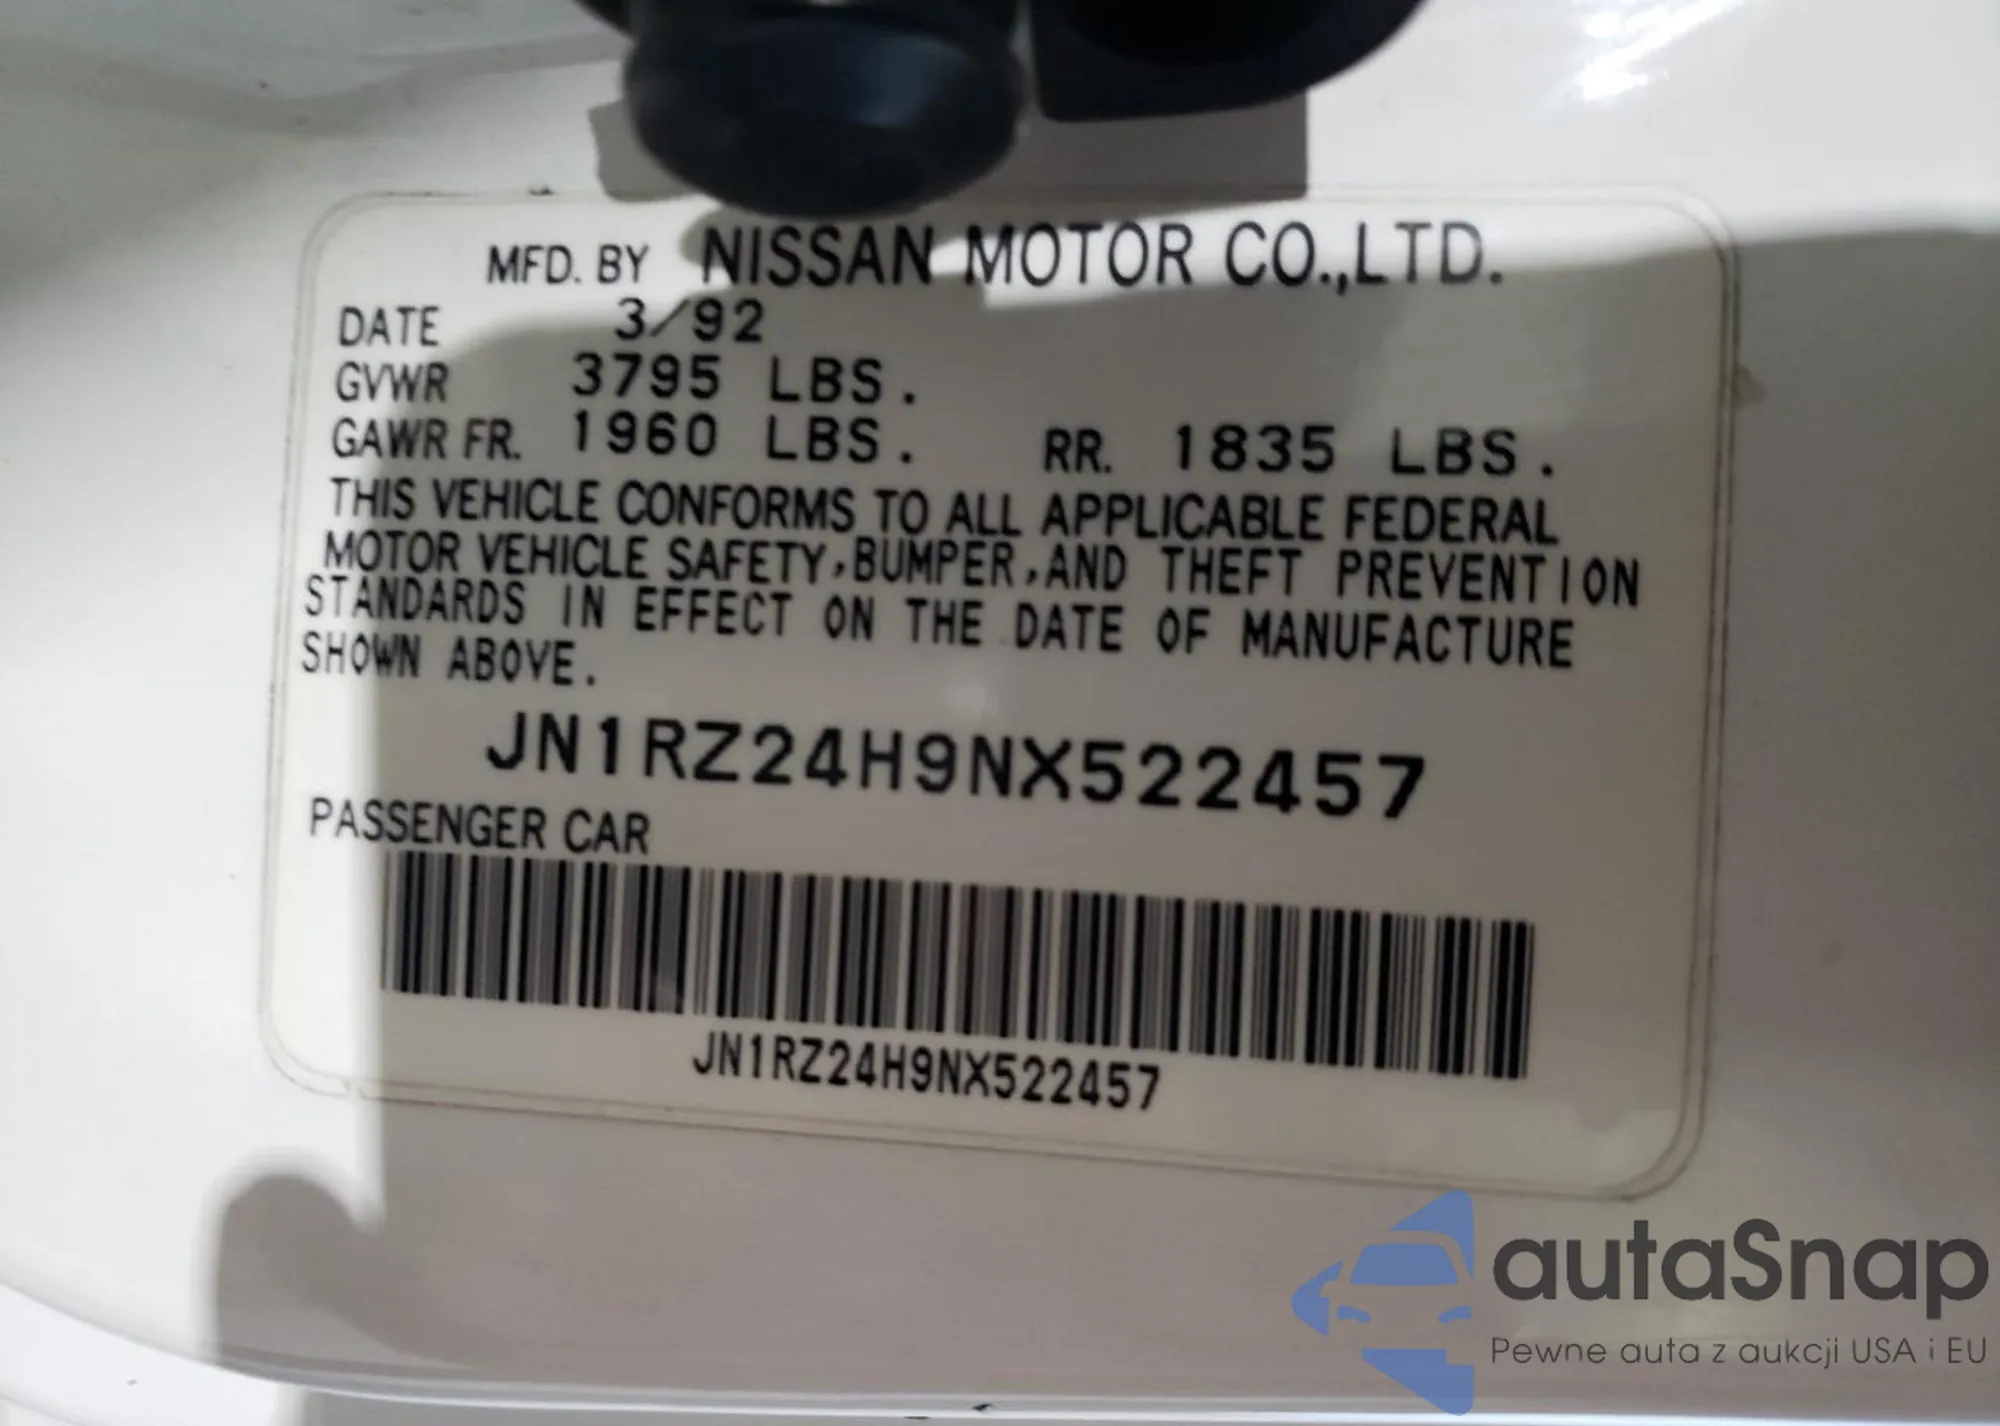 MFD. BY NISSAN MOTOR CO.,LTD.
DATE 3/92
GVWR 3795 LBS.
GAWR FR. 1960 LBS. RR. 1835 LBS.
THIS VEHICLE CONFORMS TO ALL APPLICABLE FEDERAL
MOTOR VEHICLE SAFETY,BUMPER,AND THEFT PREVENTION
STANDARDS IN EFFECT ON THE DATE OF MANUFACTURE
SHOWN ABOVE.
JN1RZ24H9NX522457
PASSENGER CAR
JN1RZ24H9NX522457
autaSnap
Pewne auta z aukcji USA i EU